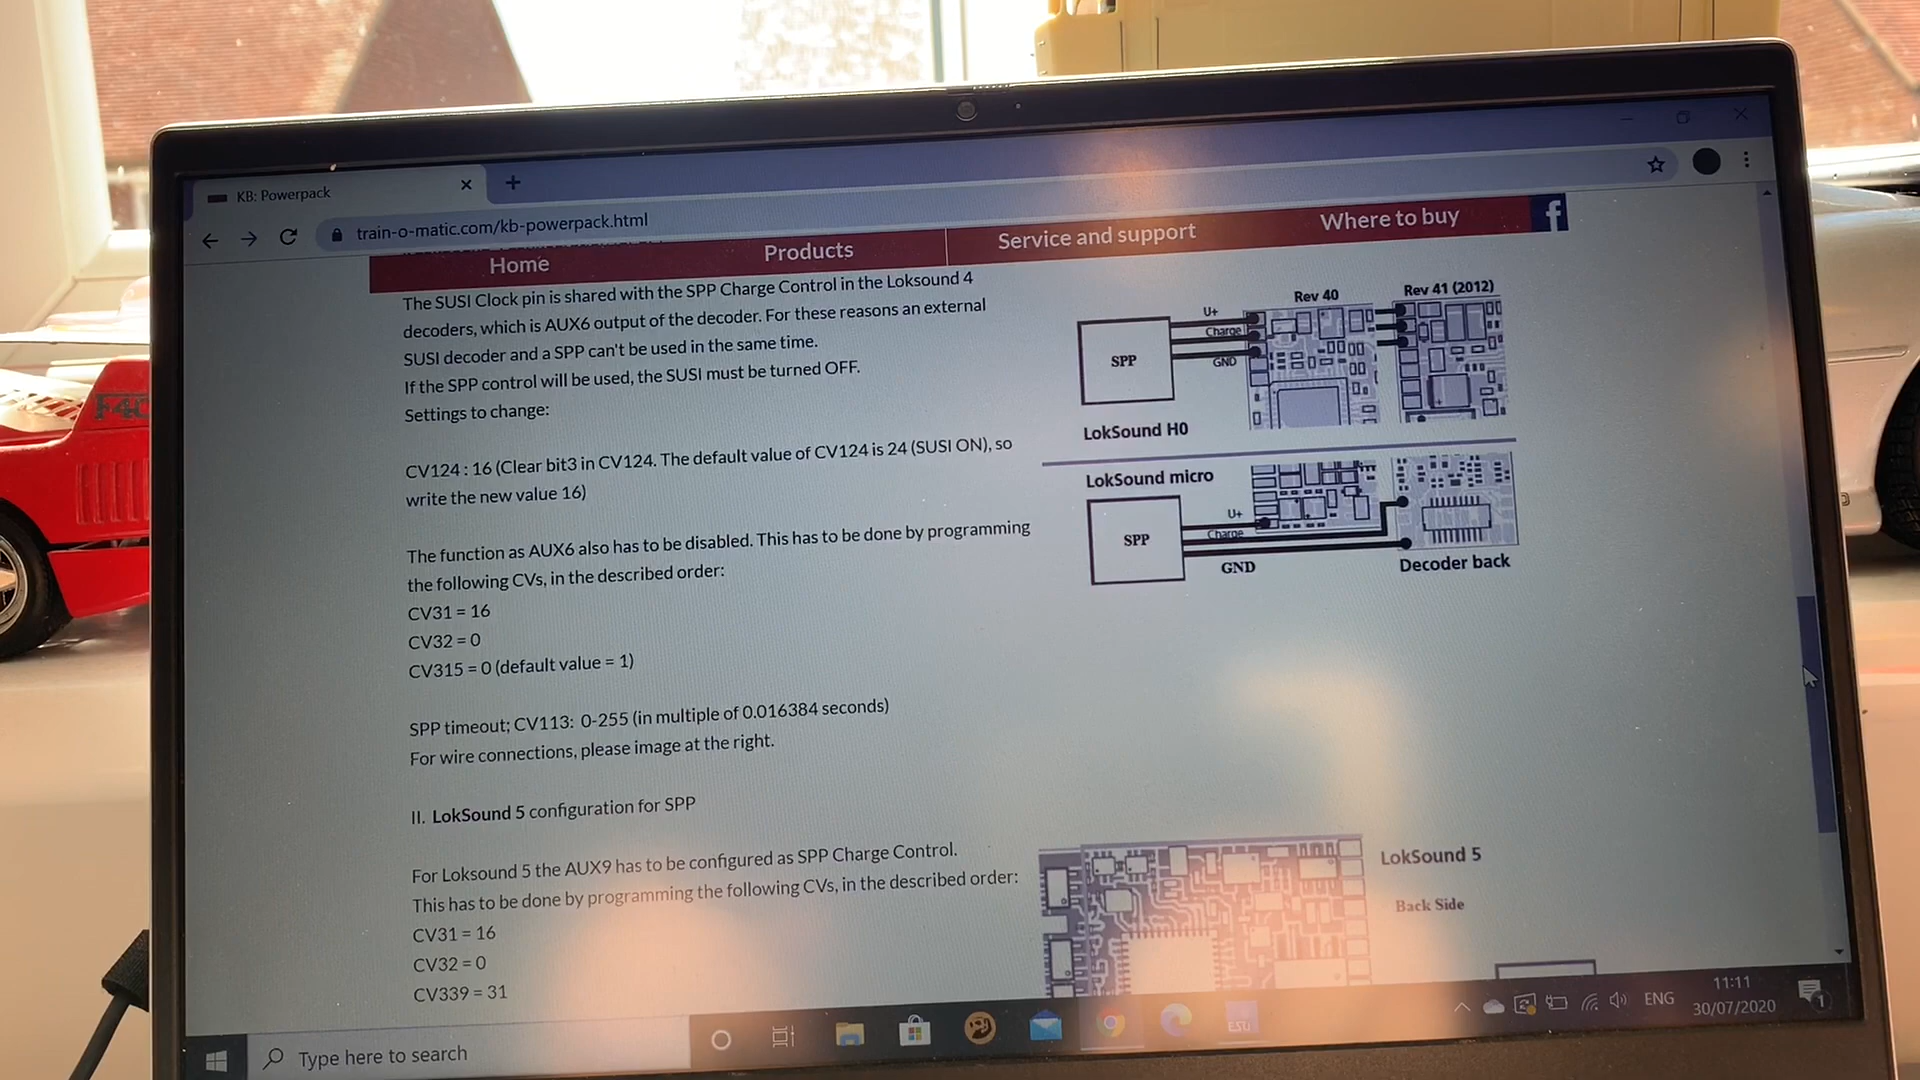 KB: Powerpack
train-o-matic.com/kb-powerpack.html
Home
Products
Service and support
Where to buy
f
The SUSI Clock pin is shared with the SPP Charge Control in the Loksound 4
decoders, which is AUX6 output of the decoder. For these reasons an external
SUSI decoder and a SPP can't be used in the same time.
If the SPP control will be used, the SUSI must be turned OFF.
Settings to change:
CV124 : 16 (Clear bit3 in CV124. The default value of CV124 is 24 (SUSI ON), so
write the new value 16)
The function as AUX6 also has to be disabled. This has to be done by programming
the following CVs, in the described order:
CV31 = 16
CV32 = 0
CV315 = 0 (default value = 1)
SPP timeout; CV113: 0-255 (in multiple of 0.016384 seconds)
For wire connections, please image at the right.
II. LokSound 5 configuration for SPP
For Loksound 5 the AUX9 has to be configured as SPP Charge Control.
This has to be done by programming the following CVs, in the described order:
CV31 = 16
CV32 = 0
CV339 = 31
Rev 40
Rev 41 (2012)
U+
Charge
GND
SPP
LokSound H0
LokSound micro
U+
Charge
SPP
GND
Decoder back
LokSound 5
Back Side
F40
Type here to search
ESU
ENG
11:11
30/07/2020
1